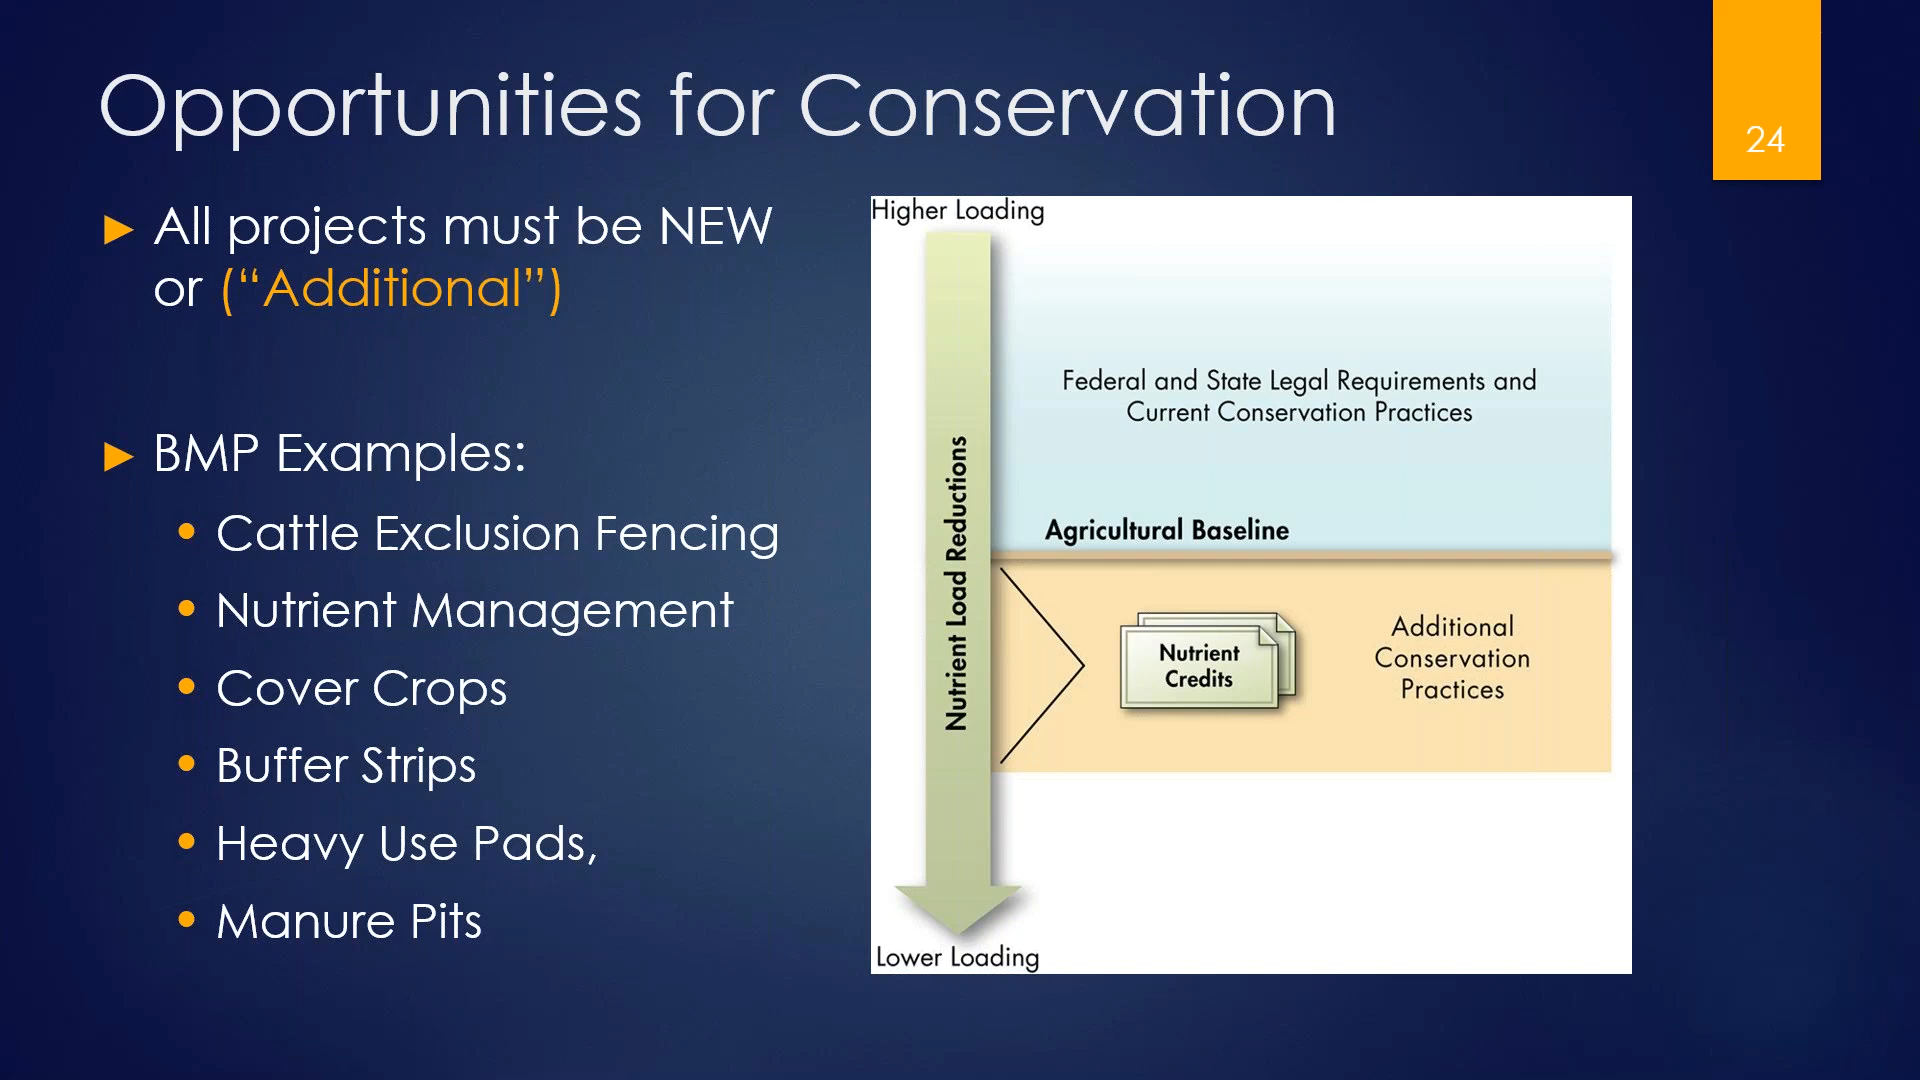 Opportunities for Conservation
24
► All projects must be NEW
or (“Additional”)
► BMP Examples:
• Cattle Exclusion Fencing
• Nutrient Management
• Cover Crops
• Buffer Strips
• Heavy Use Pads,
• Manure Pits
Higher Loading
Nutrient Load Reductions
Federal and State Legal Requirements and
Current Conservation Practices
Agricultural Baseline
Nutrient
Credits
Additional
Conservation
Practices
Lower Loading